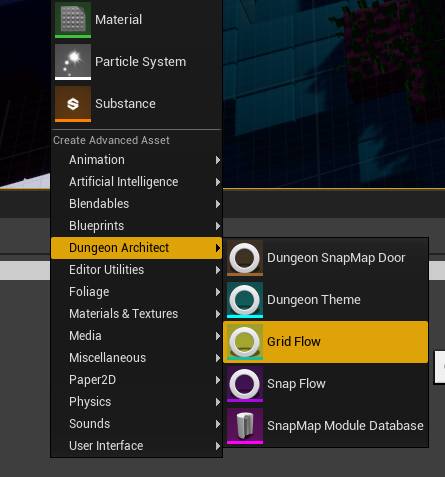 Material
Particle System
Substance
Create Advanced Asset
Animation
Artificial Intelligence
Blendables
Blueprints
Dungeon Architect
Editor Utilities
Foliage
Materials & Textures
Media
Miscellaneous
Paper2D
Physics
Sounds
User Interface
Dungeon SnapMap Door
Dungeon Theme
Grid Flow
Snap Flow
SnapMap Module Database